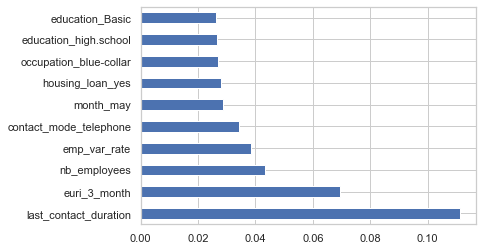 education_Basic
education_high.school
occupation_blue-collar
housing_loan_yes
month_may
contact_mode_telephone
emp_var_rate
nb_employees
euri_3_month
last_contact_duration
0.00 0.02 0.04 0.06 0.08 0.10